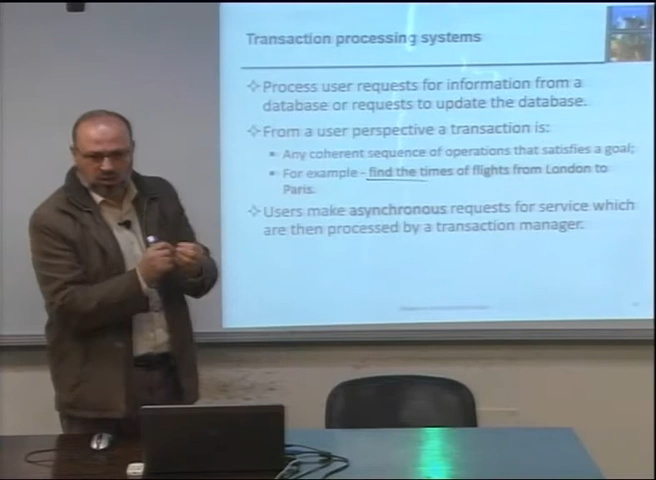 Transaction processing systems
Process user requests for information from a
database or requests to update the database.
From a user perspective a transaction is:
Any coherent sequence of operations that satisfies a goal;
For example - find the times of flights from London to
Paris.
Users make asynchronous requests for service which
are then processed by a transaction manager.